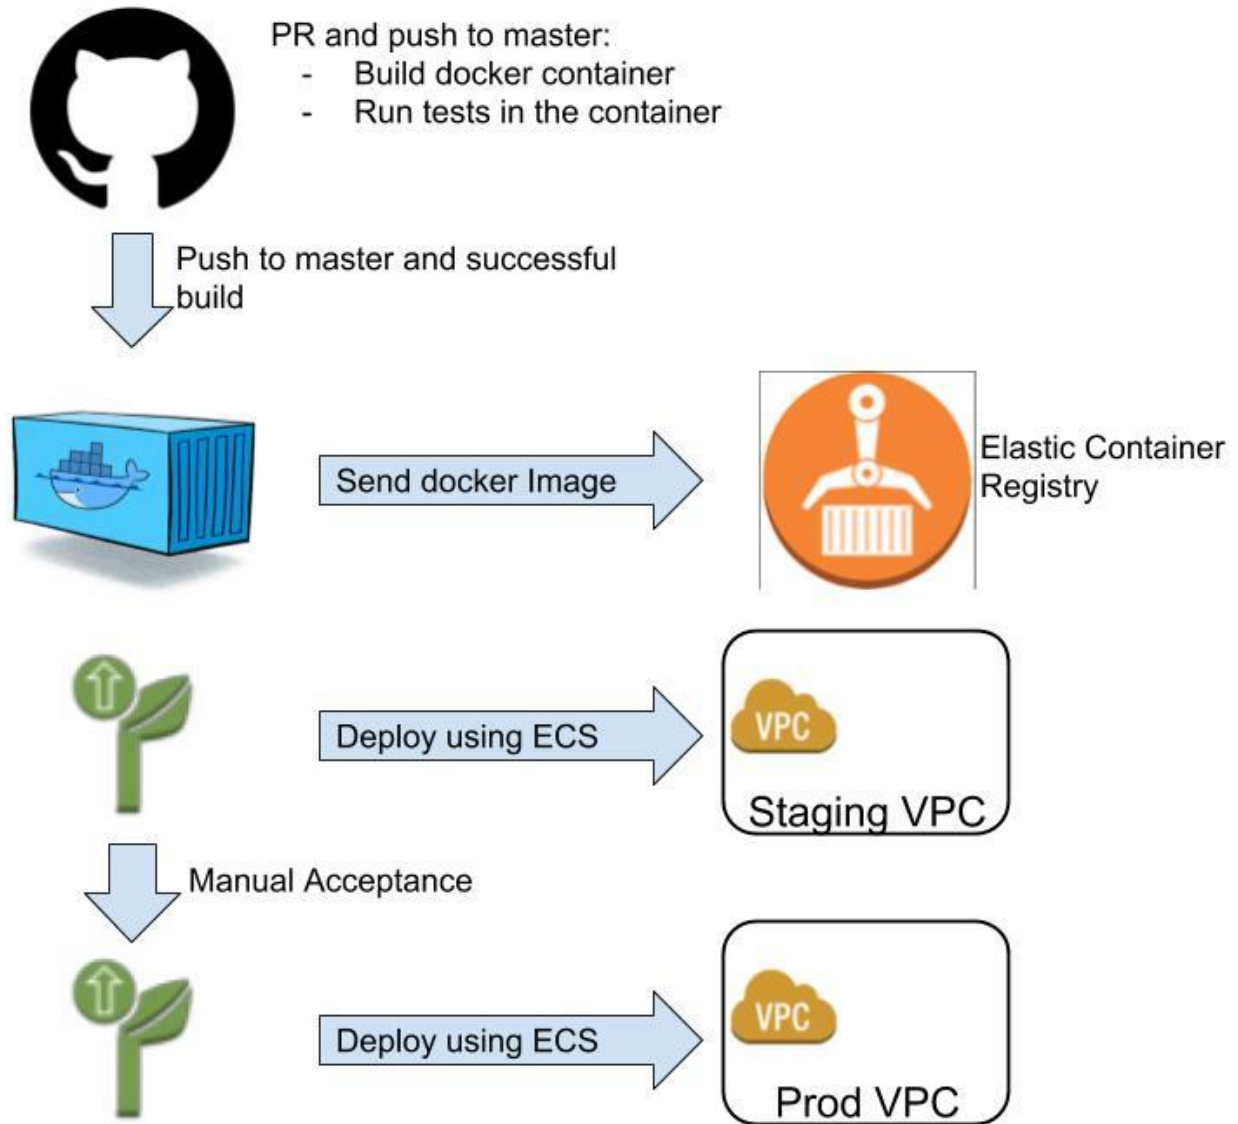 PR and push to master:
- Build docker container
- Run tests in the container
Push to master and successful
build
Send docker Image
Elastic Container
Registry
Deploy using ECS
VPC
Staging VPC
Manual Acceptance
Deploy using ECS
VPC
Prod VPC